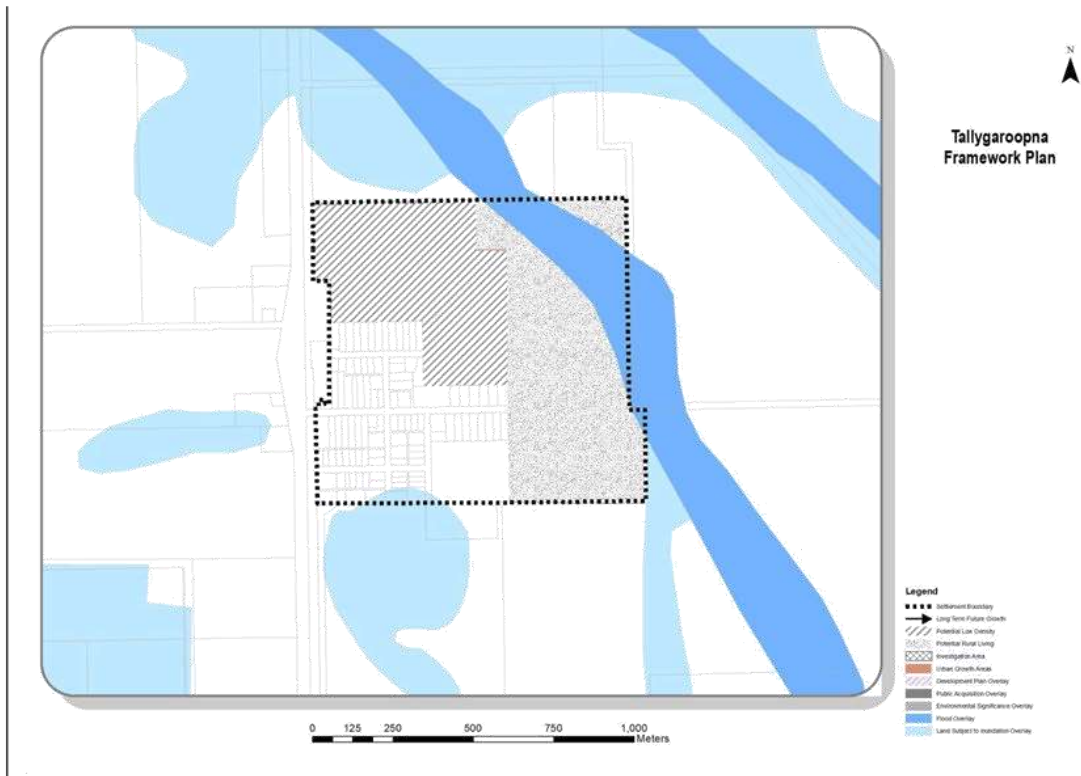 N
Tallygaroopna
Framework Plan
Legend
Settlement Boundary
Long Term Future Growth
Potential Low Density
Potential Rural Living
Investigation Area
Urban Growth Areas
Development Plan Overlay
Public Acquisition Overlay
Environmental Significance Overlay
Flood Overlay
Land Subject to Inundation Overlay
0 125 250 500 750 1,000
Meters